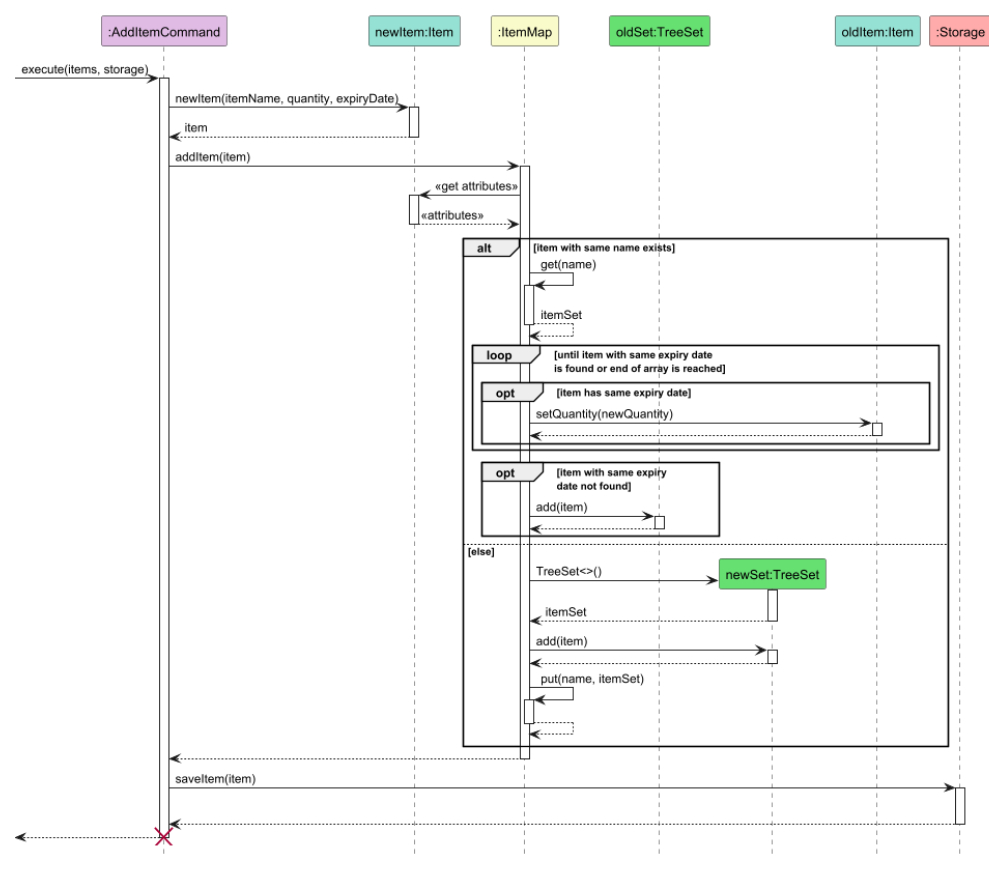 :AddItemCommand
newItem:Item
:ItemMap
oldSet:TreeSet
oldItem:Item
:Storage
execute(items, storage)
newItem(itemName, quantity, expiryDate)
item
addItem(item)
«get attributes»
«attributes»
alt
[item with same name exists]
get(name)
itemSet
loop
[until item with same expiry date
is found or end of array is reached]
opt
[item has same expiry date]
setQuantity(newQuantity)
opt
[item with same expiry
date not found]
add(item)
[else]
TreeSet<>()
newSet:TreeSet
itemSet
add(item)
put(name, itemSet)
saveItem(item)